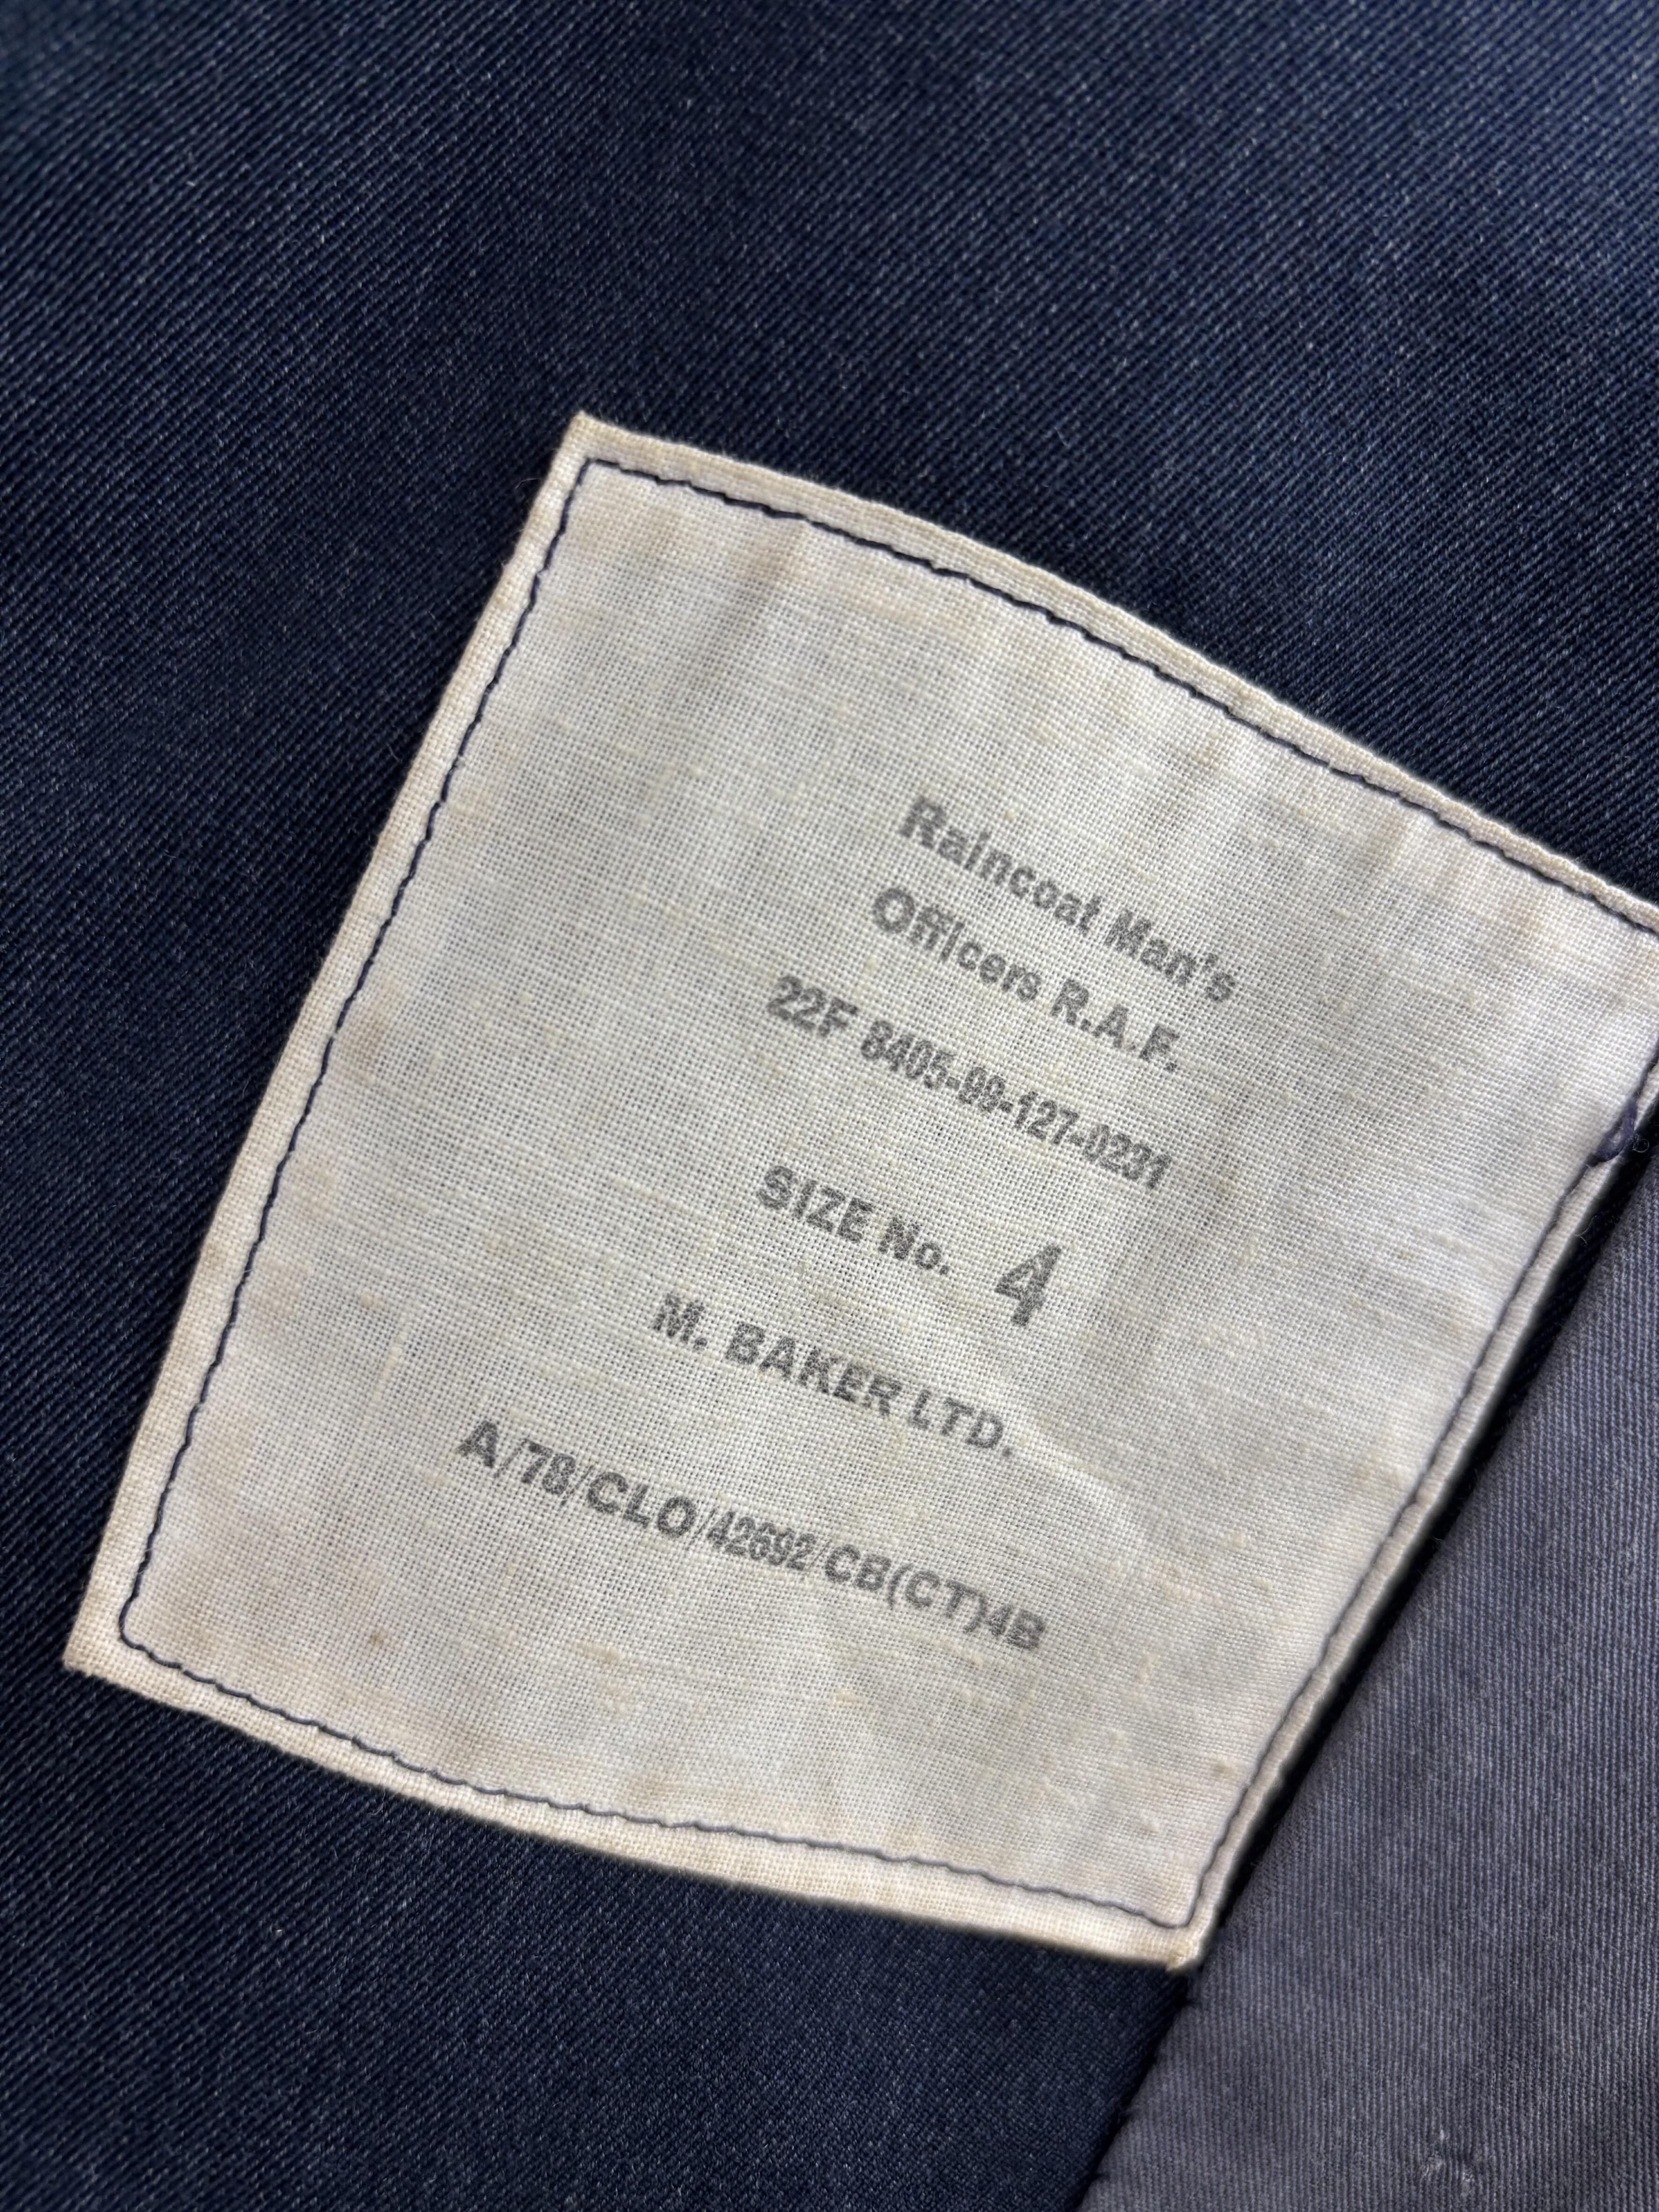 Raincoat Man's
Officers R.A.F.
22F 8405-99-127-0231
SIZE No. 4
M. BAKER LTD.
A/78/CLO/42692/CB(CT)4B